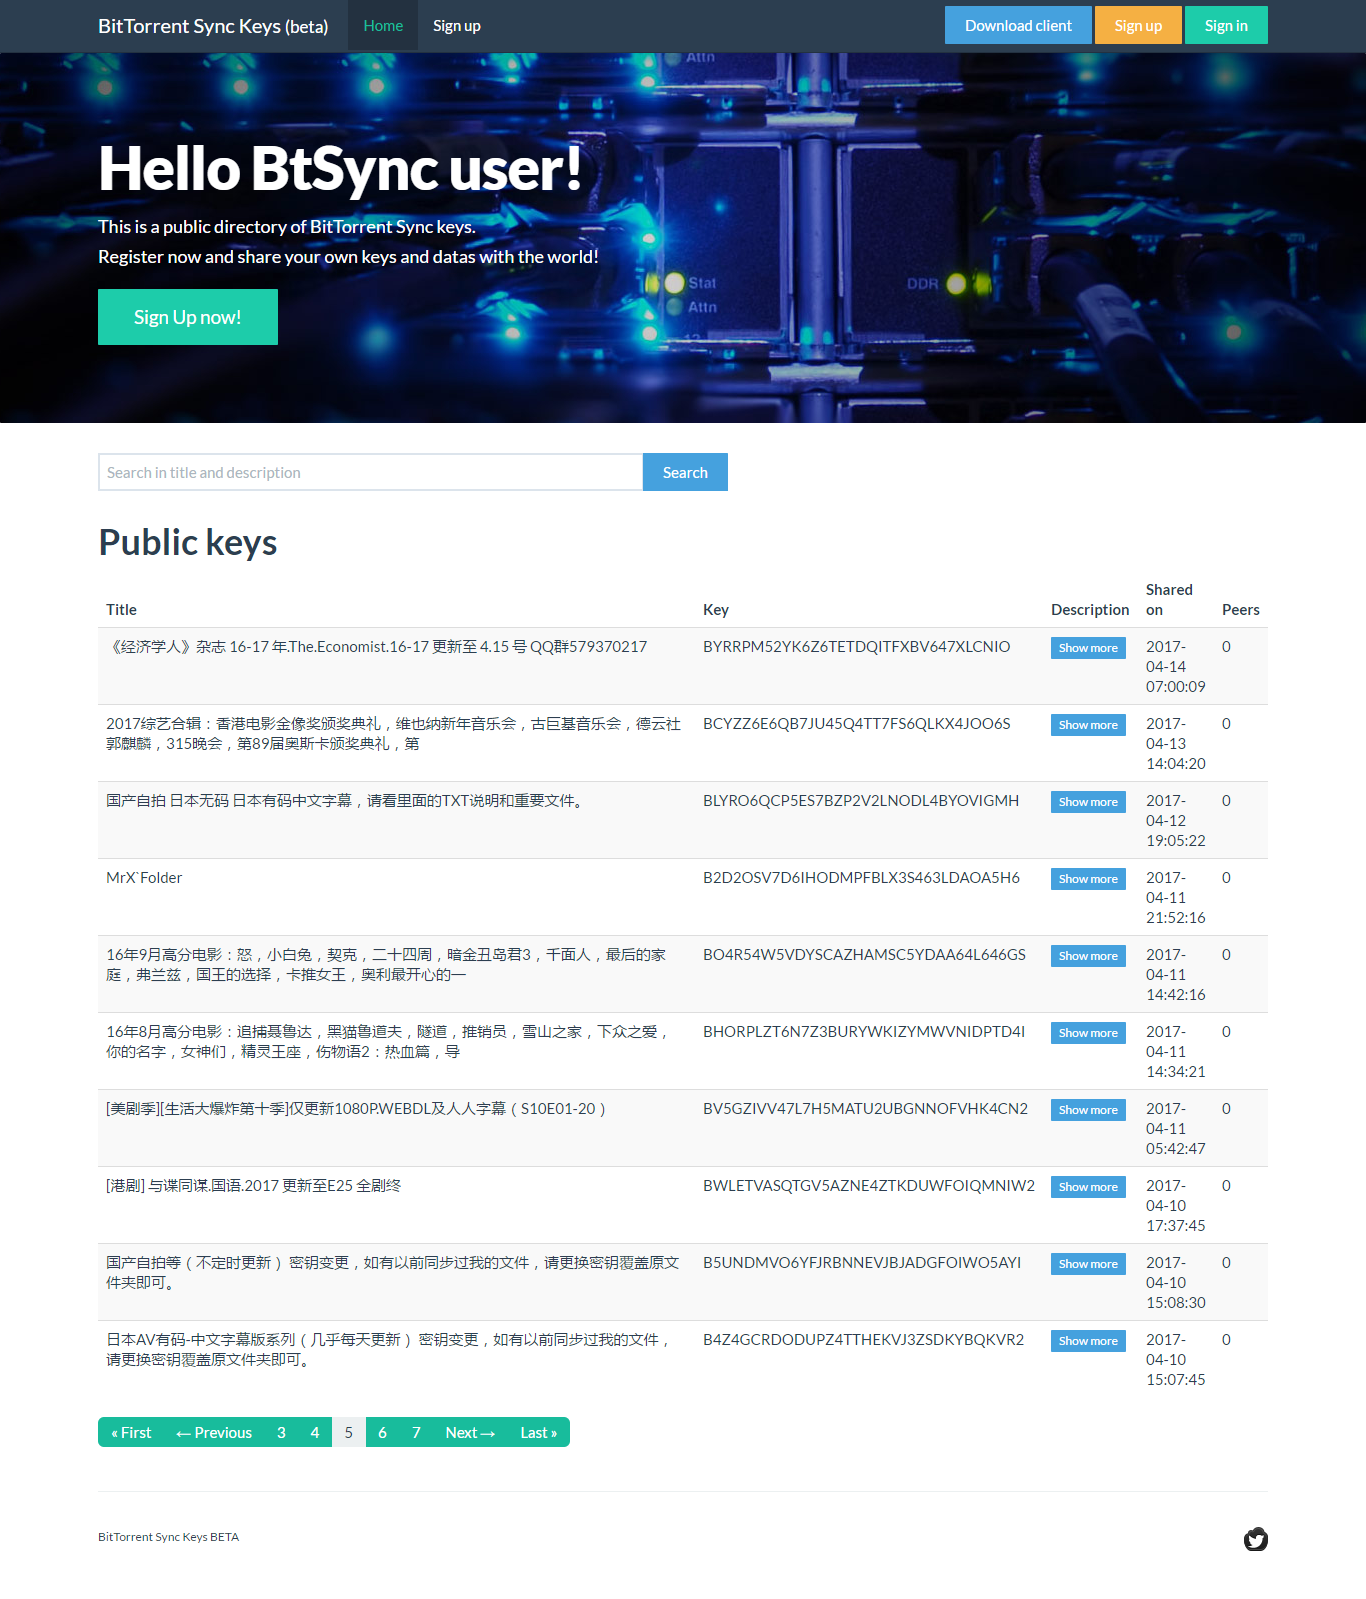 BitTorrent Sync Keys (beta)
Home
Sign up
Download client
Sign up
Sign in
Attn
Hello BtSync user!
This is a public directory of BitTorrent Sync keys.
Register now and share your own keys and datas with the world!
Stat
DDR
Attn
Sign Up now!
Search in title and description
Search
Public keys
Title
Key
Description
Shared
on
Peers
《经济学人》杂志 16-17 年.The.Economist.16-17 更新至 4.15 号 QQ群579370217
BYRRPM52YK6Z6TETDQITFXBV647XLCNIO
Show more
2017-
04-14
07:00:09
0
2017综艺合辑：香港电影金像奖颁奖典礼，维也纳新年音乐会，古巨基音乐会，德云社
郭麒麟，315晚会，第89届奥斯卡颁奖典礼，第
BCYZZ6E6QB7JU45Q4TT7FS6QLKX4JOO6S
Show more
2017-
04-13
14:04:20
0
国产自拍 日本无码 日本有码中文字幕，请看里面的TXT说明和重要文件。
BLYRO6QCP5ES7BZP2V2LNODL4BYOVIGMH
Show more
2017-
04-12
19:05:22
0
MrX`Folder
B2D2OSV7D6IHODMPFBLX3S463LDAOA5H6
Show more
2017-
04-11
21:52:16
0
16年9月高分电影：怒，小白兔，契克，二十四周，暗金丑岛君3，千面人，最后的家
庭，弗兰兹，国王的选择，卡推女王，奥利最开心的一
BO4R54W5VDYSCAZHAMSC5YDAA64L646GS
Show more
2017-
04-11
14:42:16
0
16年8月高分电影：追捕聂鲁达，黑猫鲁道夫，隧道，推销员，雪山之家，下众之爱，
你的名字，女神们，精灵王座，伤物语2：热血篇，导
BHORPLZT6N7Z3BURYWKIZYMWVNIDPTD4I
Show more
2017-
04-11
14:34:21
0
[美剧季][生活大爆炸第十季]仅更新1080P.WEBDL及人人字幕（S10E01-20）
BV5GZIVV47L7H5MATU2UBGNNOFVHK4CN2
Show more
2017-
04-11
05:42:47
0
[港剧] 与谍同谋.国语.2017 更新至E25 全剧终
BWLETVASQTGV5AZNE4ZTKDUWFOIQMNIW2
Show more
2017-
04-10
17:37:45
0
国产自拍等（不定时更新） 密钥变更，如有以前同步过我的文件，请更换密钥覆盖原文
件夹即可。
B5UNDMVO6YFJRBNNEVJBJADGFOIWO5AYI
Show more
2017-
04-10
15:08:30
0
日本AV有码-中文字幕版系列（几乎每天更新） 密钥变更，如有以前同步过我的文件，
请更换密钥覆盖原文件夹即可。
B4Z4GCRDODUPZ4TTHEKVJ3ZSDKYBQKVR2
Show more
2017-
04-10
15:07:45
0
« First
← Previous
3
4
5
6
7
Next →
Last »
BitTorrent Sync Keys BETA